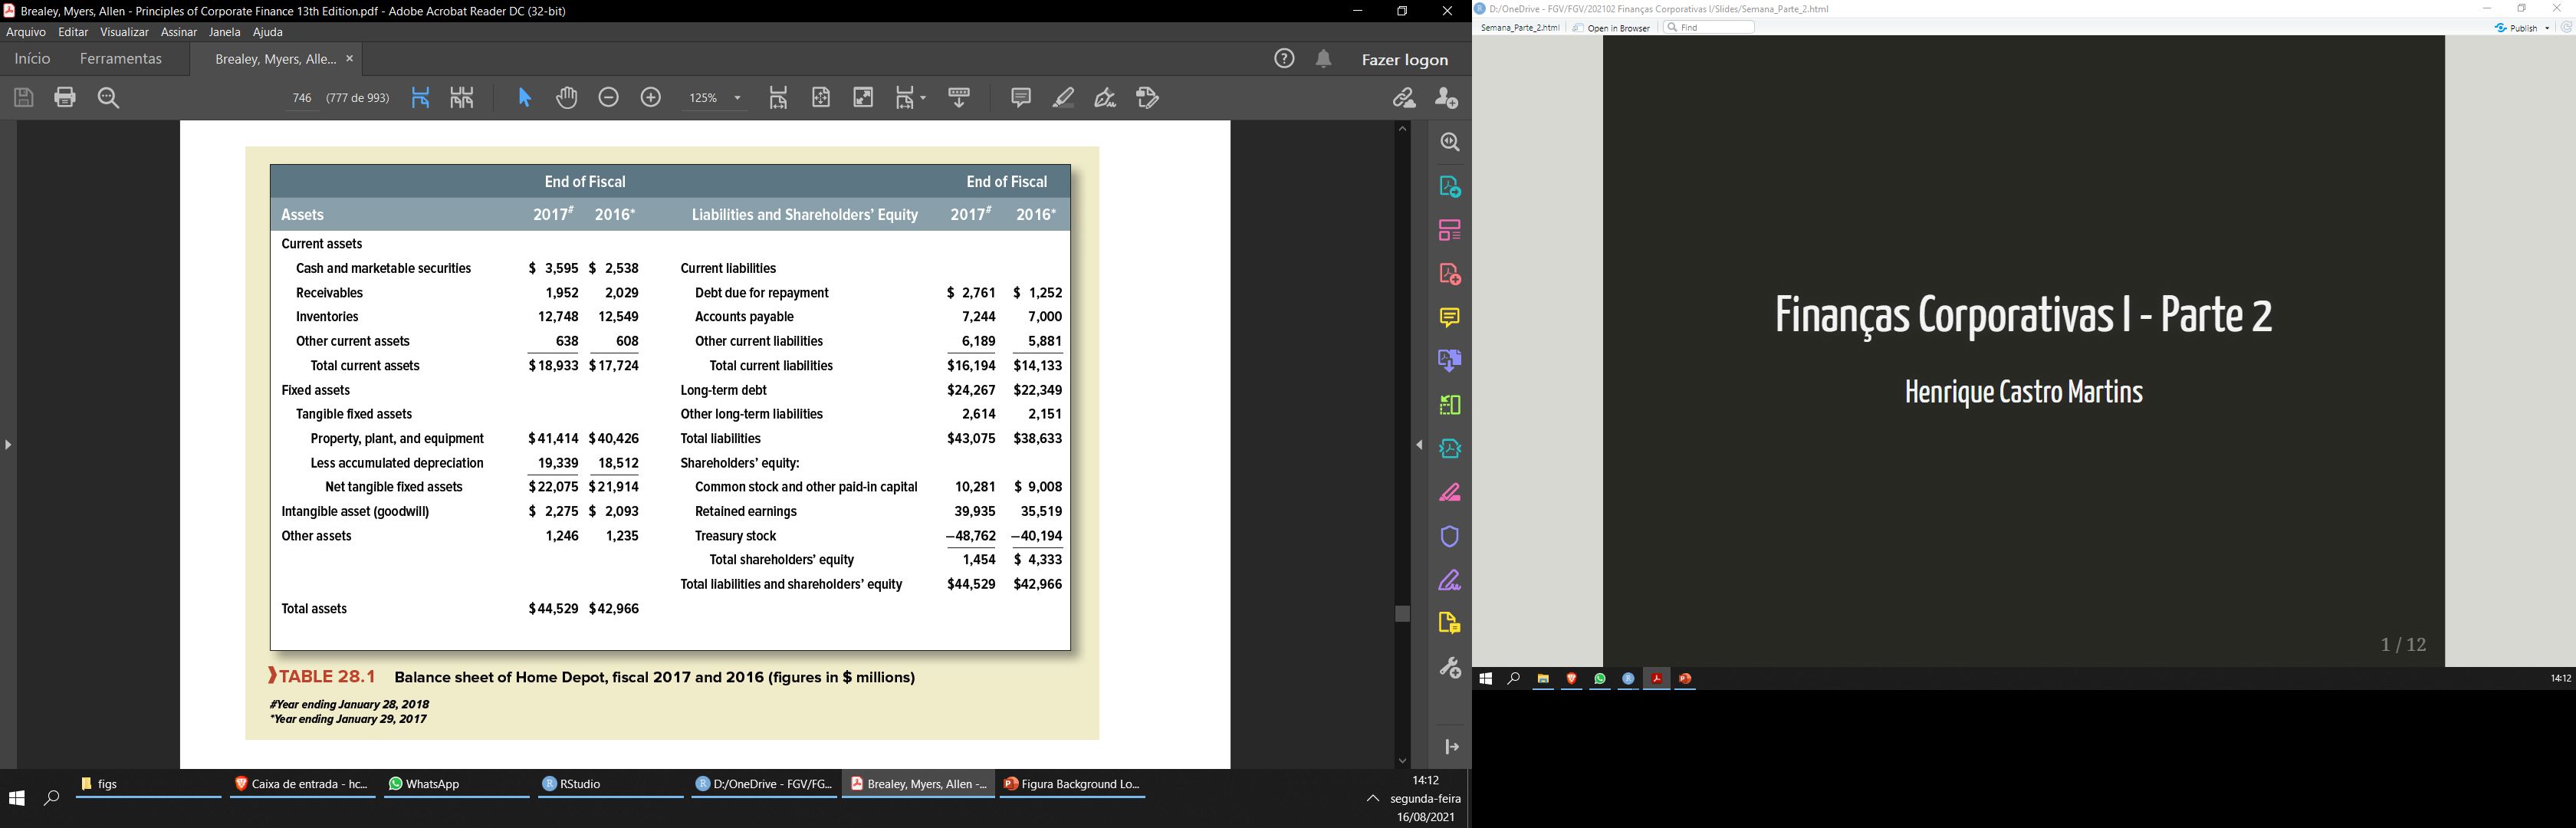 Brealey, Myers, Allen - Principles of Corporate Finance 13th Edition.pdf - Adobe Acrobat Reader DC (32-bit)
Arquivo Editar Visualizar Assinar Janela Ajuda
Início Ferramentas Brealey, Myers, Alle... × Fazer logon
746 (777 de 993) 125%
End of Fiscal End of Fiscal
Assets 2017# 2016* Liabilities and Shareholders' Equity 2017# 2016*
Current assets
Cash and marketable securities $ 3,595 $ 2,538 Current liabilities
Receivables 1,952 2,029 Debt due for repayment $ 2,761 $ 1,252
Inventories 12,748 12,549 Accounts payable 7,244 7,000
Other current assets 638 608 Other current liabilities 6,189 5,881
Total current assets $18,933 $17,724 Total current liabilities $16,194 $14,133
Fixed assets Long-term debt $24,267 $22,349
Tangible fixed assets Other long-term liabilities 2,614 2,151
Property, plant, and equipment $41,414 $40,426 Total liabilities $43,075 $38,633
Less accumulated depreciation 19,339 18,512 Shareholders' equity:
Net tangible fixed assets $22,075 $21,914 Common stock and other paid-in capital 10,281 $ 9,008
Intangible asset (goodwill) $ 2,275 $ 2,093 Retained earnings 39,935 35,519
Other assets 1,246 1,235 Treasury stock −48,762 −40,194
Total shareholders' equity 1,454 $ 4,333
Total liabilities and shareholders' equity $44,529 $42,966
Total assets $44,529 $42,966
TABLE 28.1 Balance sheet of Home Depot, fiscal 2017 and 2016 (figures in $ millions)
#Year ending January 28, 2018
*Year ending January 29, 2017
figs Caixa de entrada - hc... WhatsApp RStudio D:/OneDrive - FGV/FG... Brealey, Myers, Allen -... Figura Background Lo...
14:12
segunda-feira
16/08/2021
D:/OneDrive - FGV/FGV/202102 Finanças Corporativas I/Slides/Semana_Parte_2.html
Semana_Parte_2.html Open in Browser Find Publish
Finanças Corporativas I - Parte 2
Henrique Castro Martins
1 / 12
14:12